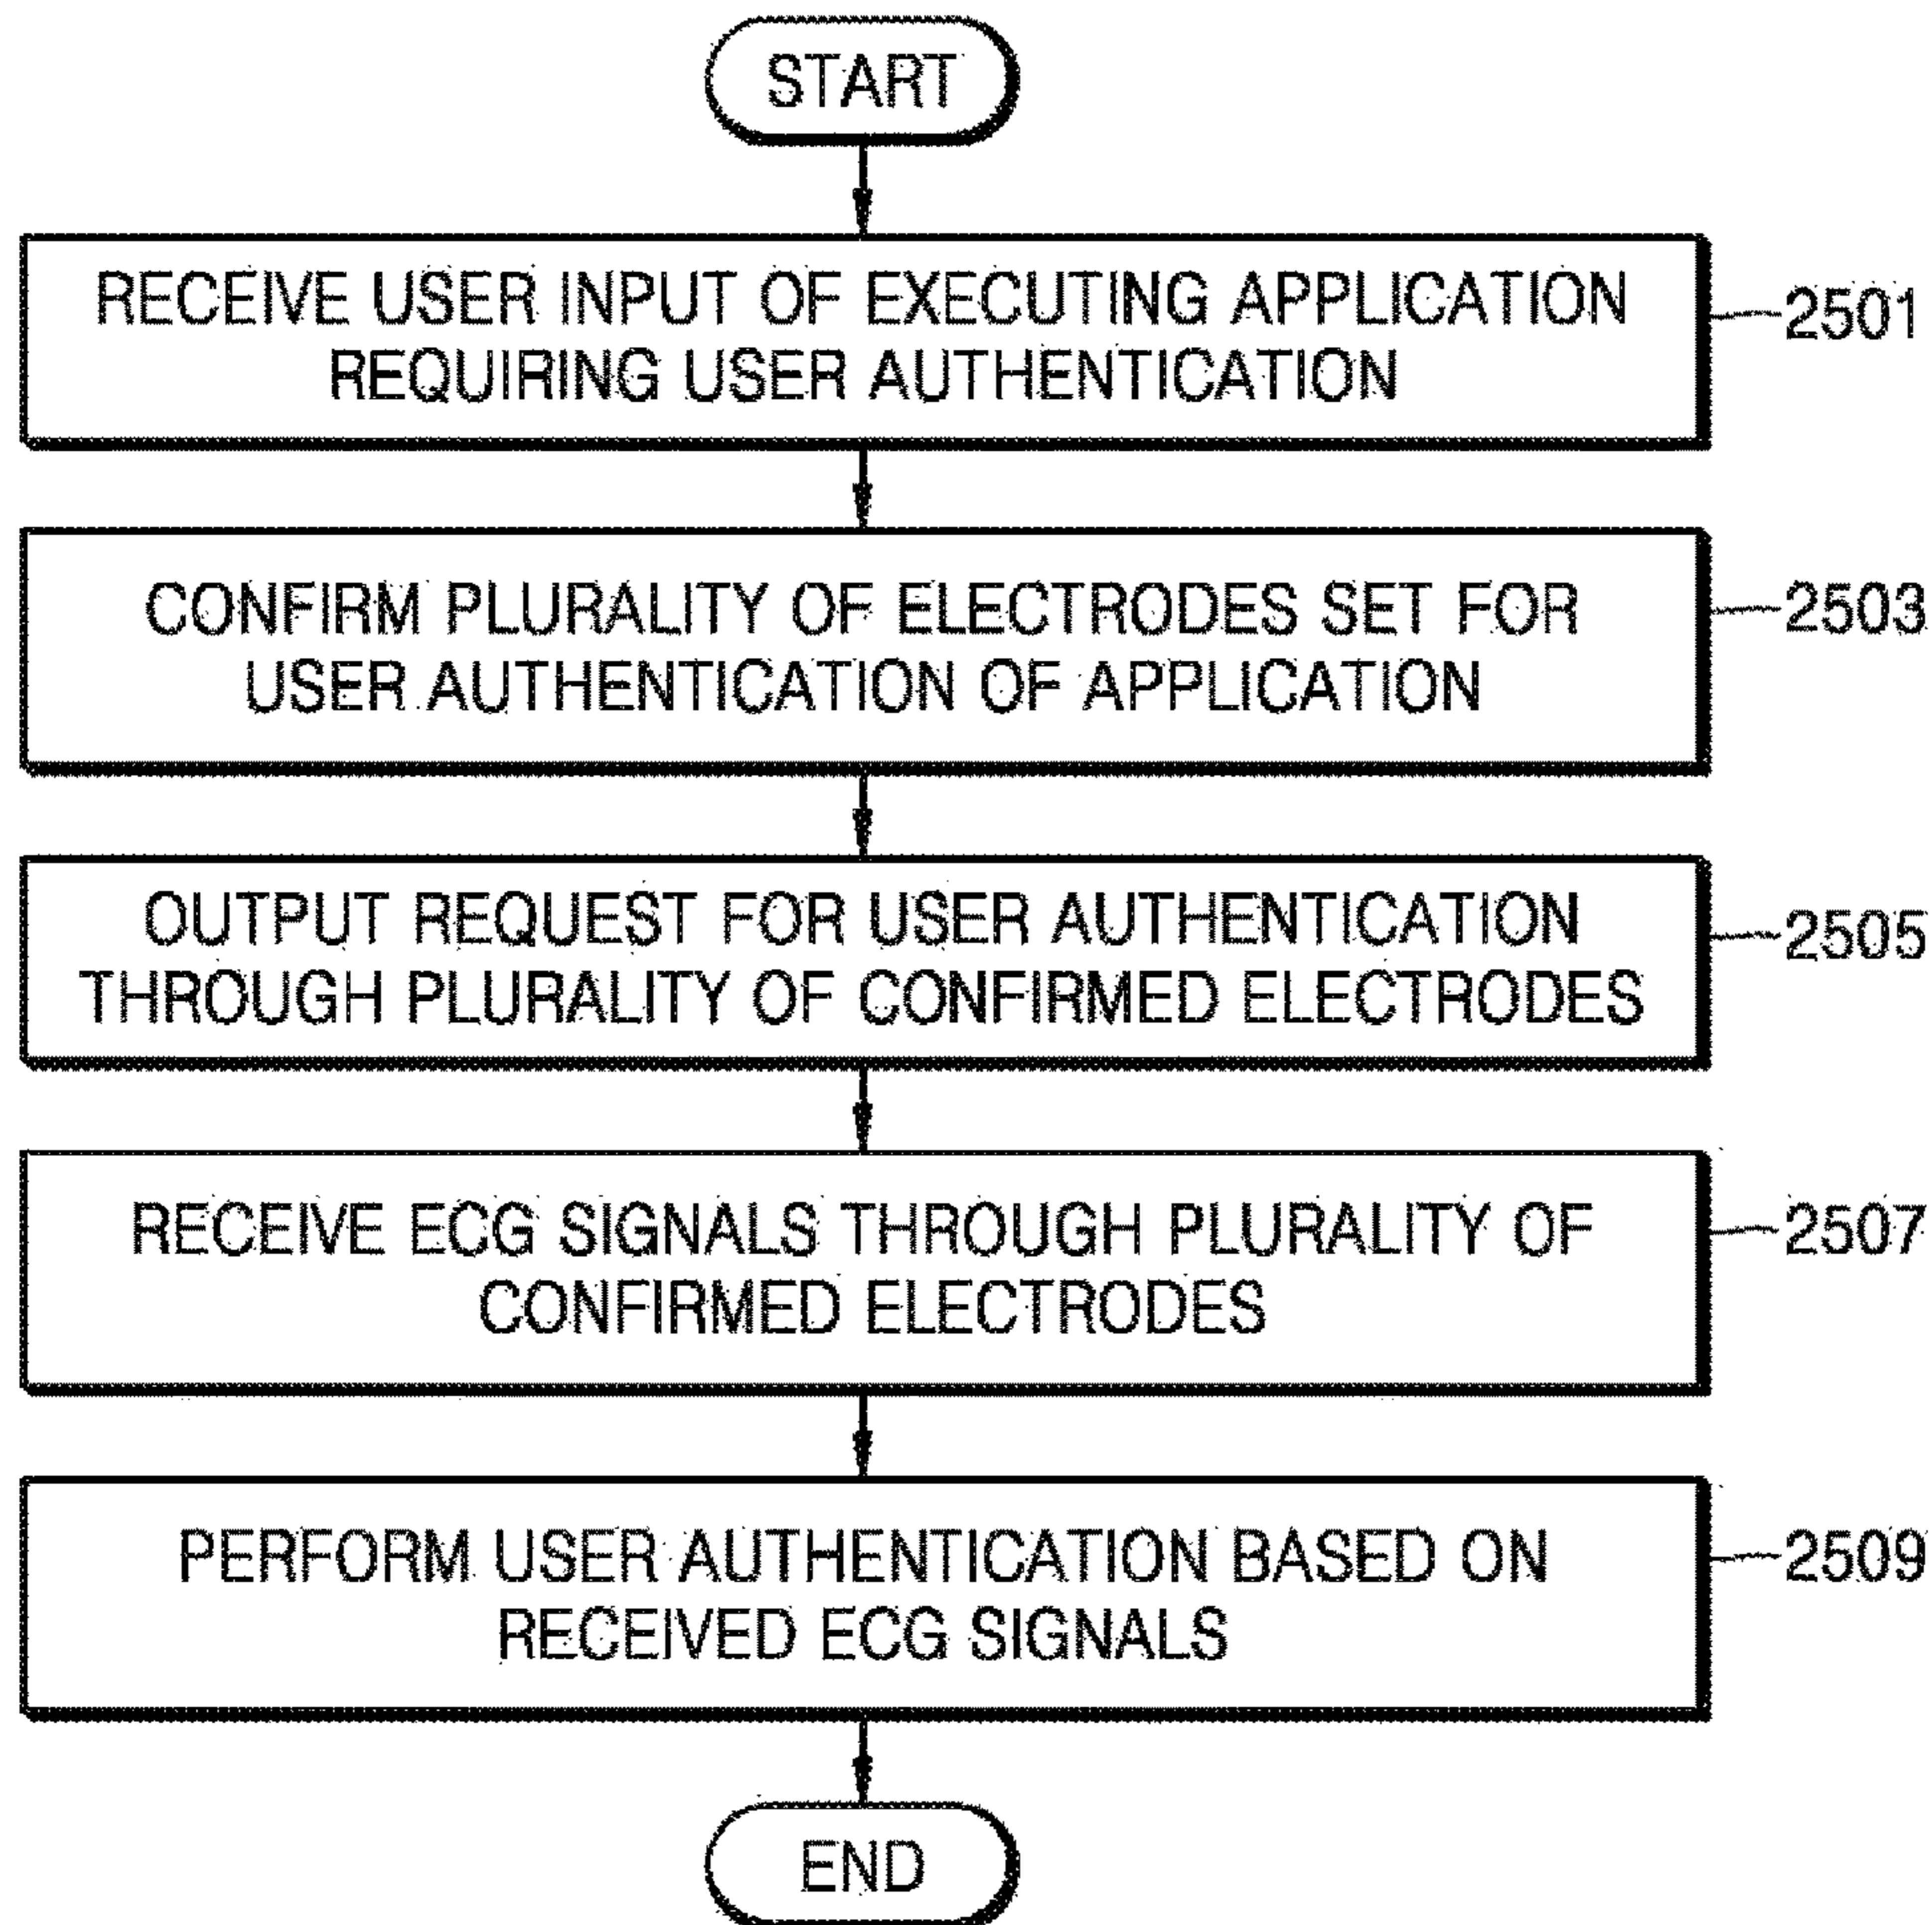 START
RECEIVE USER INPUT OF EXECUTING APPLICATION
REQUIRING USER AUTHENTICATION
2501
CONFIRM PLURALITY OF ELECTRODES SET FOR
USER AUTHENTICATION OF APPLICATION
2503
OUTPUT REQUEST FOR USER AUTHENTICATION
THROUGH PLURALITY OF CONFIRMED ELECTRODES
2505
RECEIVE ECG SIGNALS THROUGH PLURALITY OF
CONFIRMED ELECTRODES
2507
PERFORM USER AUTHENTICATION BASED ON
RECEIVED ECG SIGNALS
2509
END